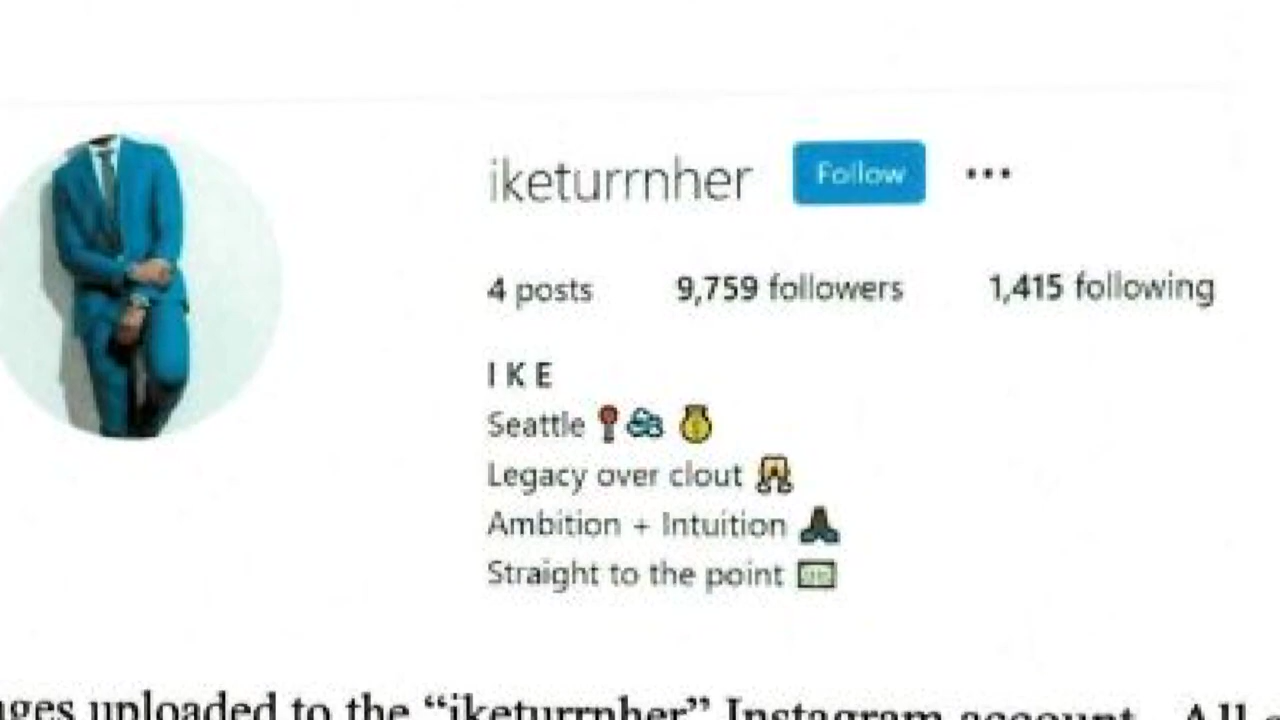 iketurrnher Follow •••
4 posts 9,759 followers 1,415 following
I K E
Seattle 📍
Legacy over clout
Ambition + Intuition
Straight to the point
uploaded to the “iketurrnher” Instagram account. All